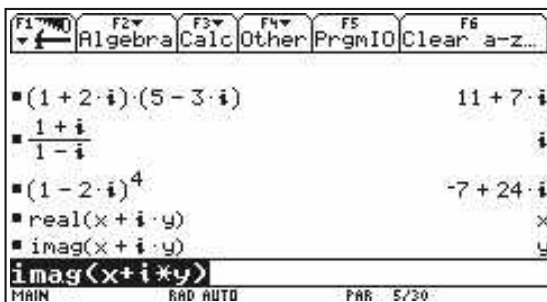 F1 F2 F3 F4 F5 F6
Algebra Calc Other PrgmIO Clear a-z…
▪(1 + 2·i)·(5 − 3·i) 11 + 7·i
▪(1 + i)/(1 − i) i
▪(1 − 2·i)^4 -7 + 24·i
▪real(x + i·y) x
▪imag(x + i·y) y
imag(x+i*y)
MAIN RAD AUTO PAR 5/30